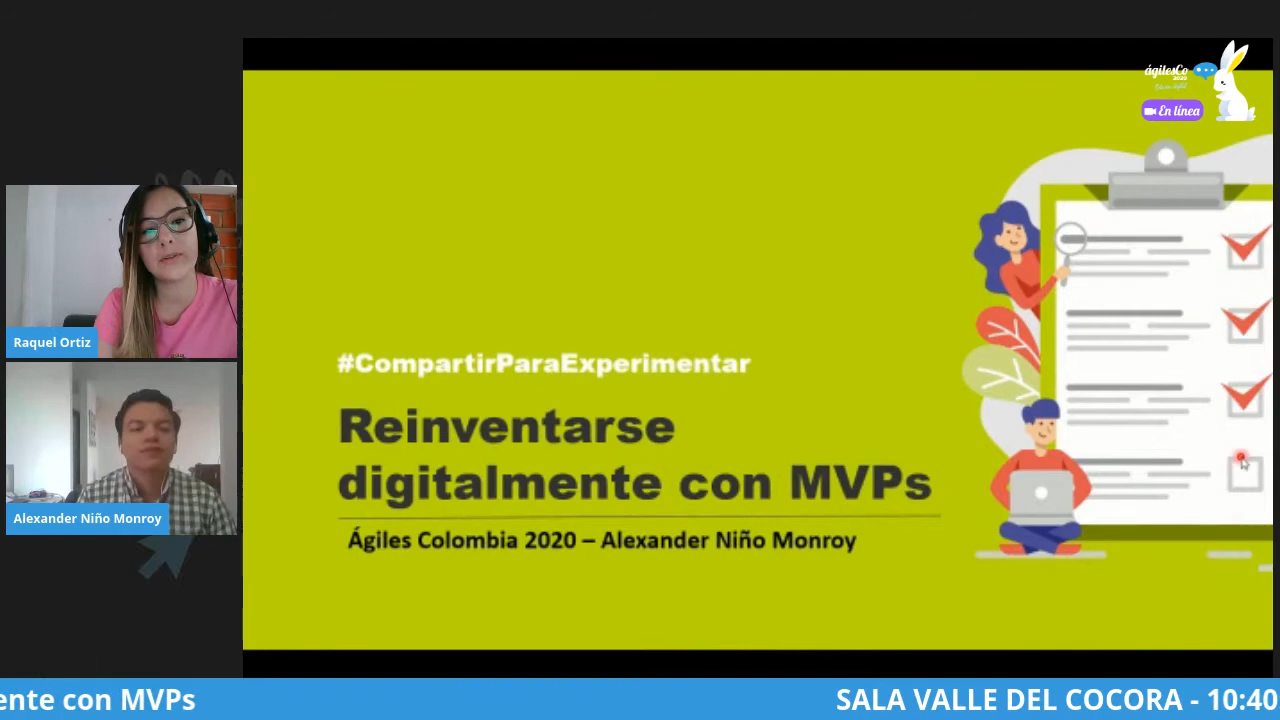 ágilesCo
2020
En línea
Raquel Ortiz
Alexander Niño Monroy
#CompartirParaExperimentar
Reinventarse
digitalmente con MVPs
Ágiles Colombia 2020 – Alexander Niño Monroy
ente con MVPs
SALA VALLE DEL COCORA - 10:40